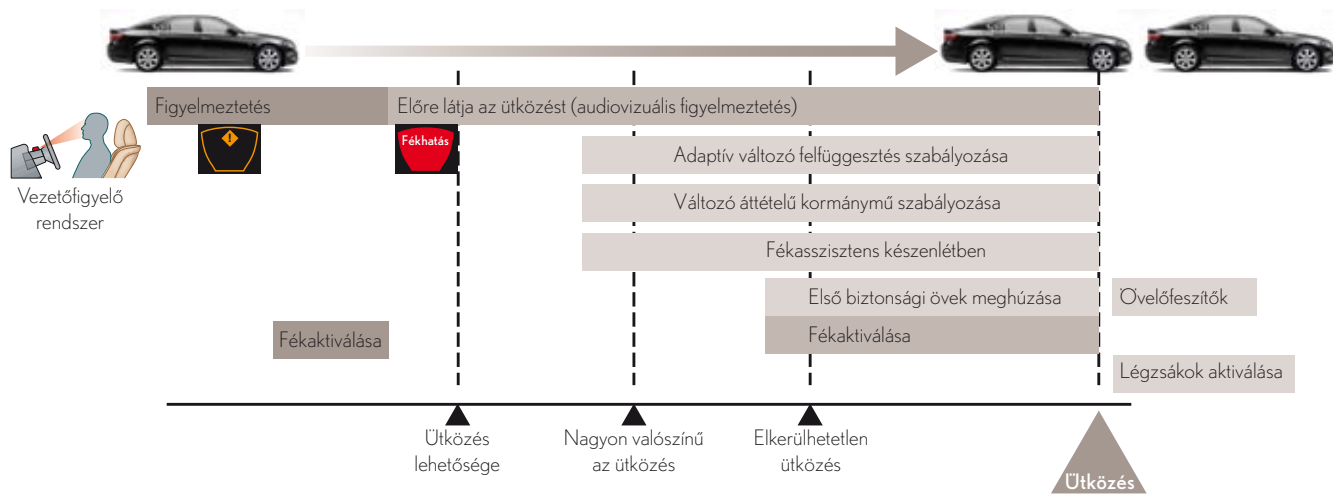 Figyelmeztetés
Előre látja az ütközést (audiovizuális figyelmeztetés)
Fékhatás
Vezetőfigyelő
rendszer
Adaptív változó felfüggesztés szabályozása
Változó áttételű kormánymű szabályozása
Fékasszisztens készenlétben
Első biztonsági övek meghúzása
Övelőfeszítők
Fékaktiválása
Fékaktiválása
Légzsákok aktiválása
Ütközés
lehetősége
Nagyon valószínű
az ütközés
Elkerülhetetlen
ütközés
Ütközés